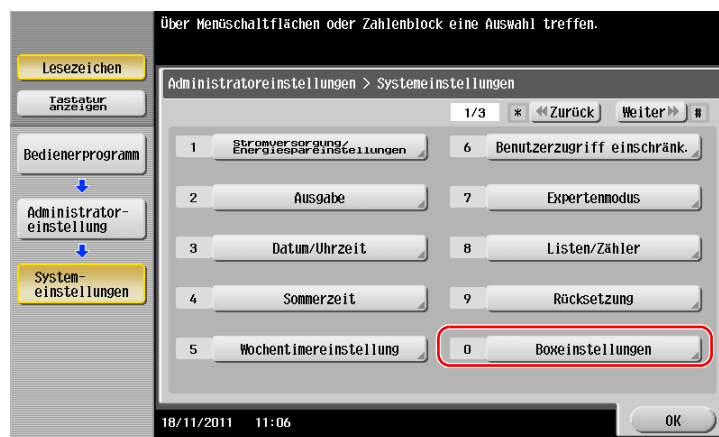 Über Menüschaltflächen oder Zahlenblock eine Auswahl treffen.
Lesezeichen
Tastatur
anzeigen
Bedienerprogramm
Administrator-
einstellung
System-
einstellungen
Administratoreinstellungen > Systemeinstellungen
1/3 * Zurück Weiter #
1 Stromversorgung/
Energiespareinstellungen
2 Ausgabe
3 Datum/Uhrzeit
4 Sommerzeit
5 Wochentimereinstellung
6 Benutzerzugriff einschränk.
7 Expertenmodus
8 Listen/Zähler
9 Rücksetzung
0 Boxeinstellungen
18/11/2011 11:06
OK